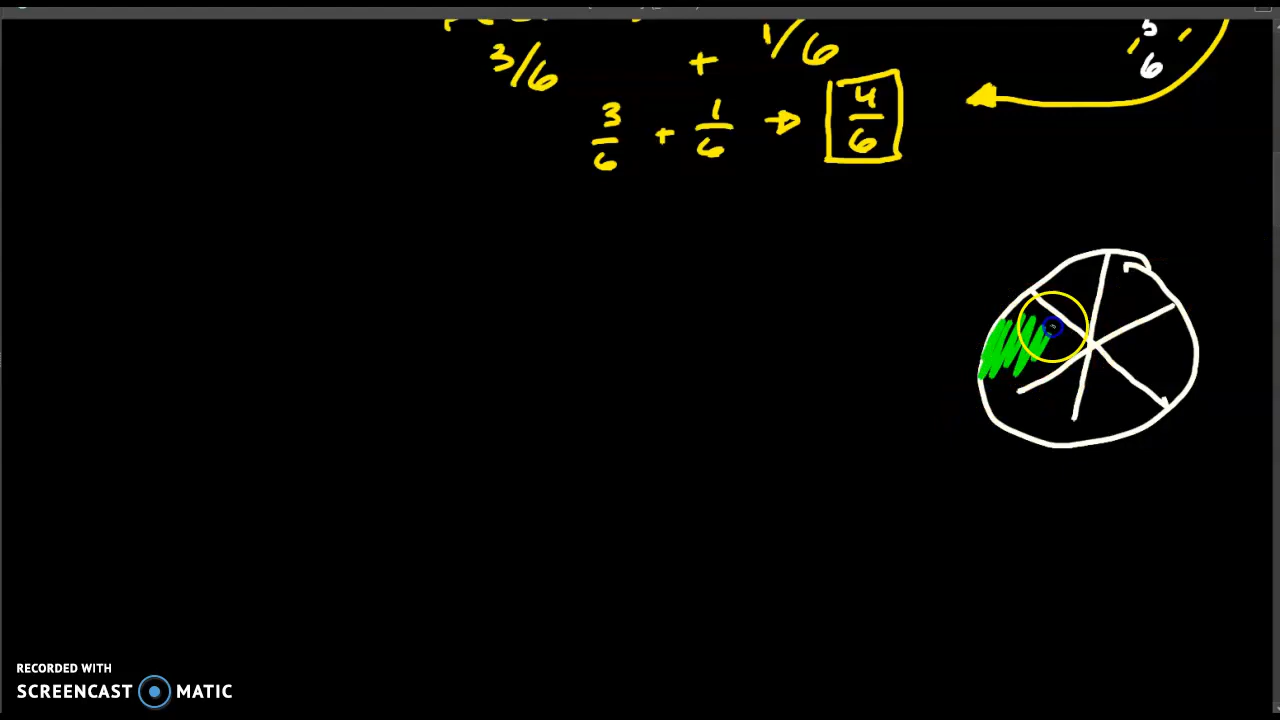 3/6 + 1/6
5
6
3/6 + 1/6 → 4/6
RECORDED WITH
SCREENCAST MATIC